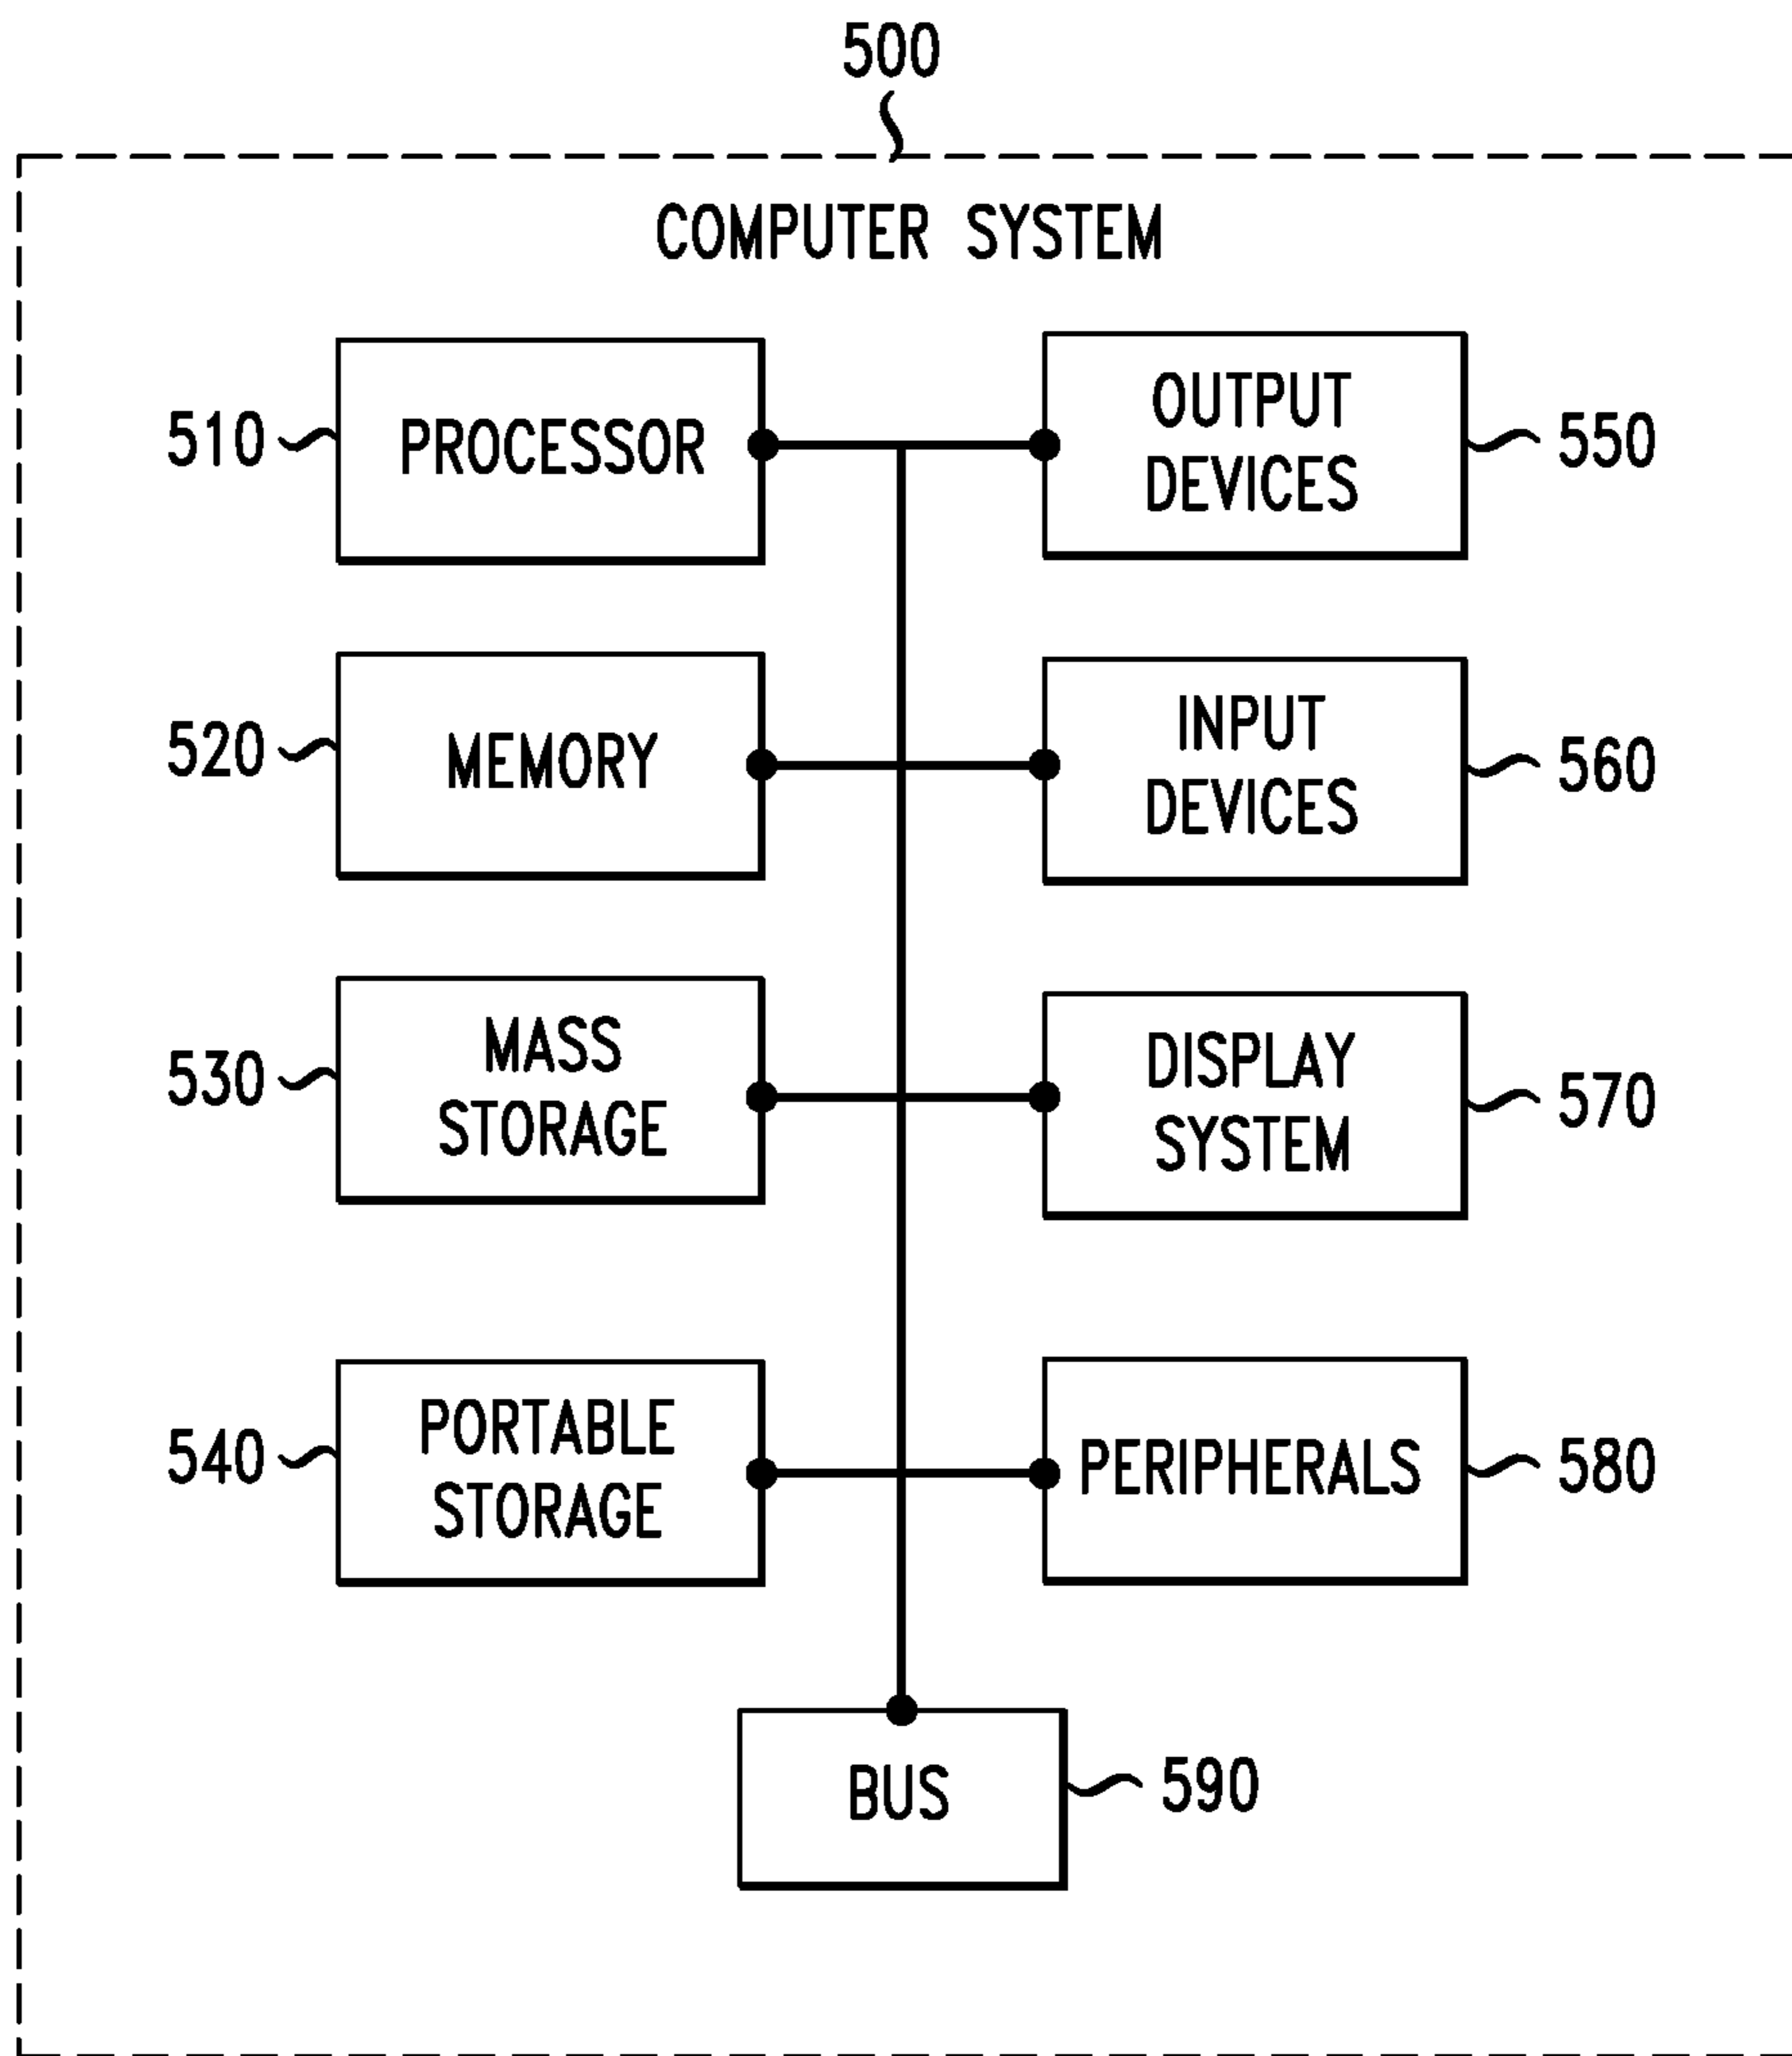 500
COMPUTER SYSTEM
510
PROCESSOR
OUTPUT
DEVICES
550
520
MEMORY
INPUT
DEVICES
560
530
MASS
STORAGE
DISPLAY
SYSTEM
570
540
PORTABLE
STORAGE
PERIPHERALS
580
BUS
590